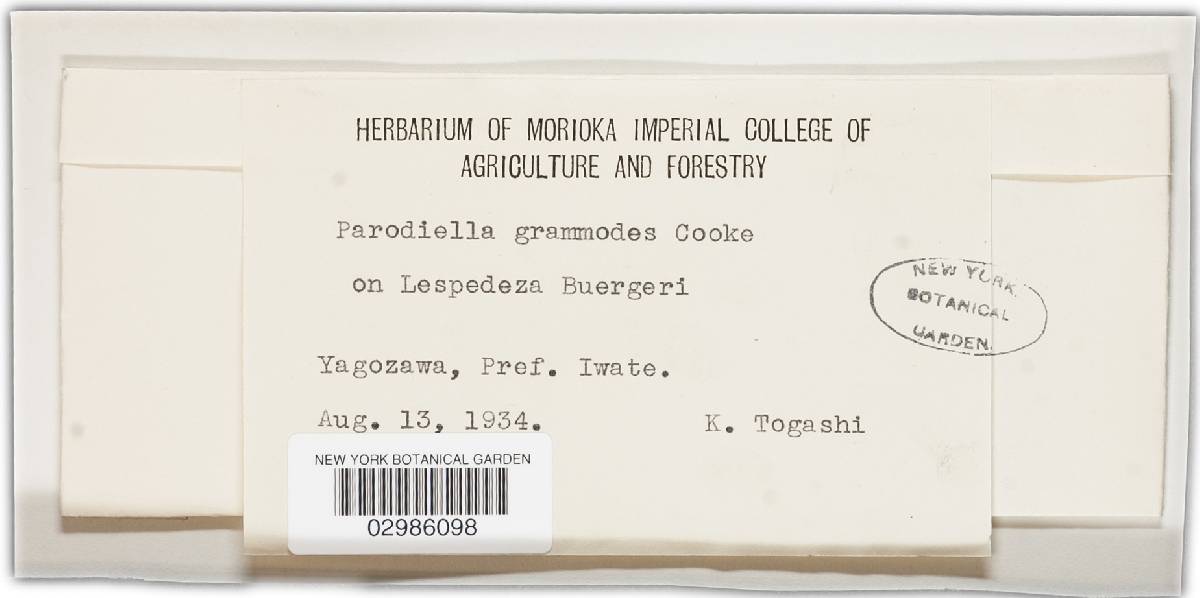 HERBARIUM OF MORIOKA IMPERIAL COLLEGE OF
AGRICULTURE AND FORESTRY
Parodiella grammodes Cooke
on Lespedeza Buergeri
NEW YORK
BOTANICAL
GARDEN.
Yagozawa, Pref. Iwate.
Aug. 13, 1934. K. Togashi
NEW YORK BOTANICAL GARDEN
02986098